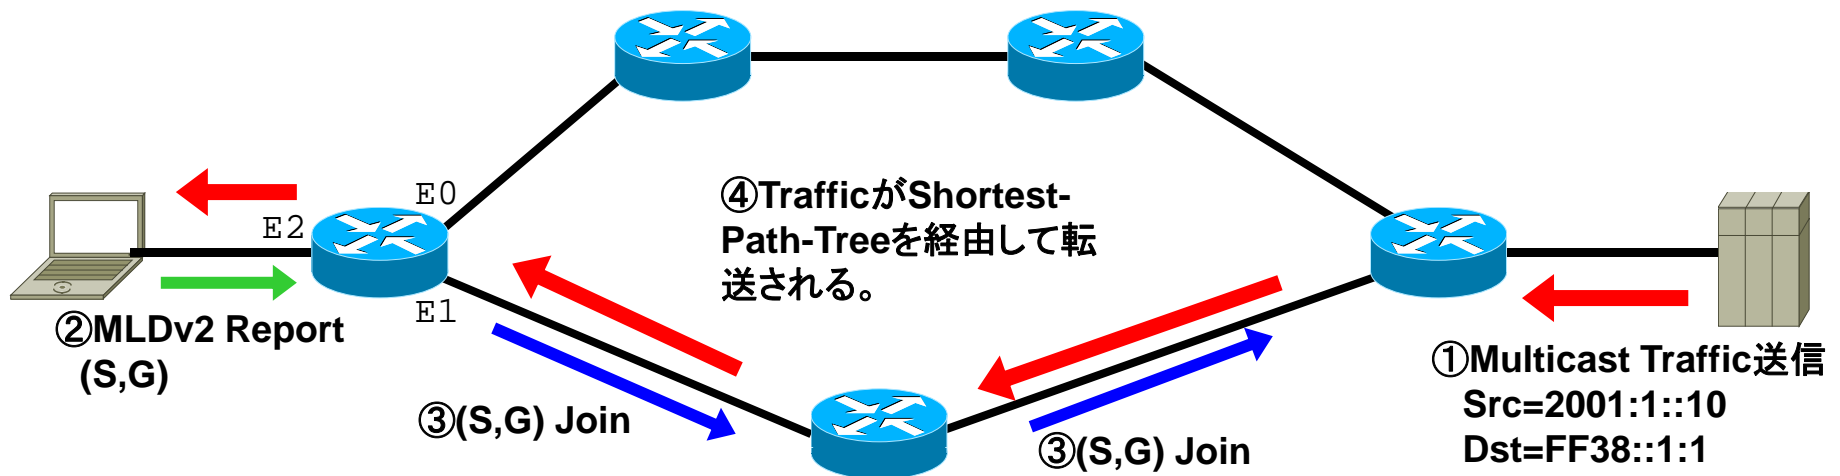 E0
E2
E1
②MLDv2 Report
(S,G)
③(S,G) Join
④TrafficがShortest-
Path-Treeを経由して転
送される。
③(S,G) Join
①Multicast Traffic送信
Src=2001:1::10
Dst=FF38::1:1